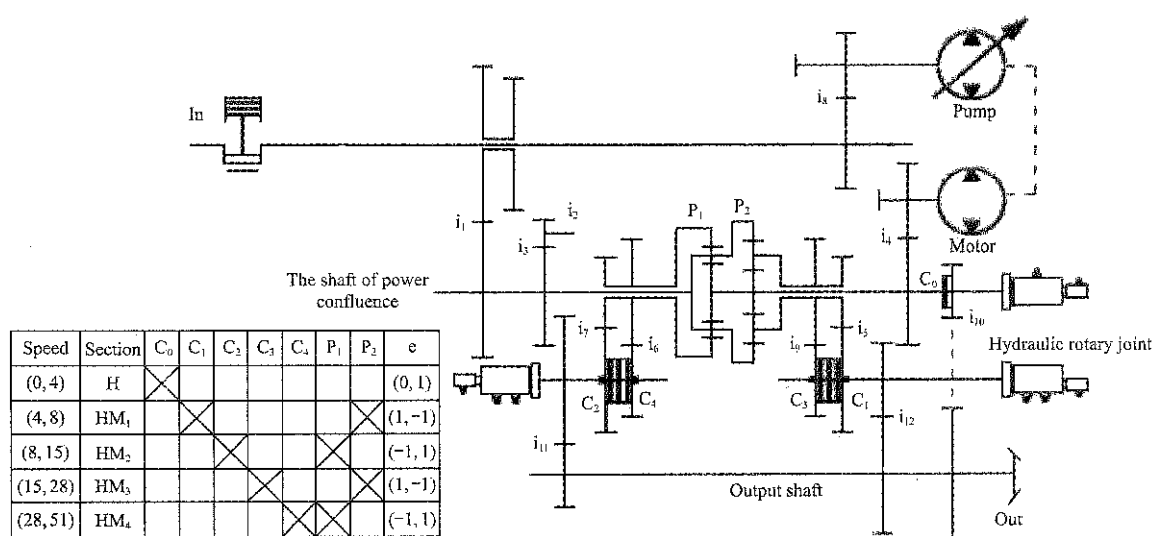 In
i₈
Pump
Motor
i₁
i₂
i₃
P₁
P₂
i₄
The shaft of power
confluence
C₀
i₁₀
i₇
i₆
i₉
i₅
Hydraulic rotary joint
C₂
C₄
C₃
C₁
i₁₁
i₁₂
Output shaft
Out
Speed Section C₀ C₁ C₂ C₃ C₄ P₁ P₂ e
(0, 4) H (0, 1)
(4, 8) HM₁ (1, −1)
(8, 15) HM₂ (−1, 1)
(15, 28) HM₃ (1, −1)
(28, 51) HM₄ (−1, 1)